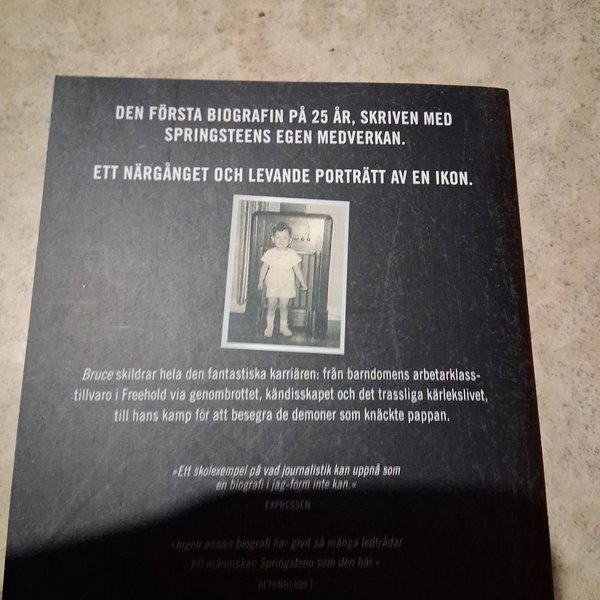 DEN FÖRSTA BIOGRAFIN PÅ 25 ÅR, SKRIVEN MED
SPRINGSTEENS EGEN MEDVERKAN.
ETT NÄRGÅNGET OCH LEVANDE PORTRÄTT AV EN IKON.
Bruce skildrar hela den fantastiska karriären: från barndomens arbetarklass-
tillvaro i Freehold via genombrottet, kändisskapet och det trassliga kärlekslivet,
till hans kamp för att besegra de demoner som knäckte pappan.
»Ett skolexempel på vad journalistik kan uppnå som
en biografi i jag-form inte kan.«
EXPRESSEN
»Ingen annan biografi har givit så många ledtrådar
till människan Springsteen som den här.«
AFTONBLADET